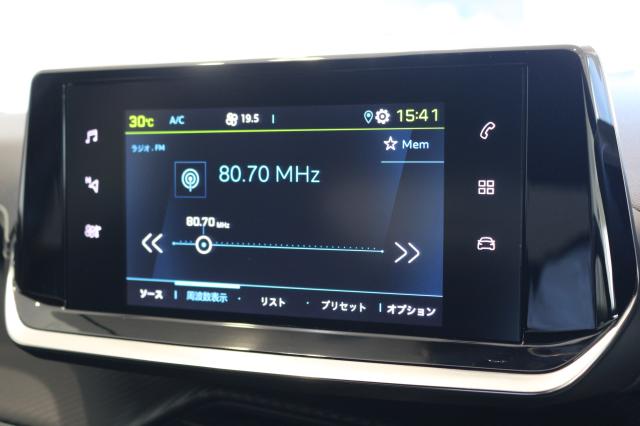 30℃ A/C 19.5 15:41
ラジオ.FM
Mem
80.70 MHz
80.70 MHz
ソース 周波数表示 リスト プリセット オプション
N